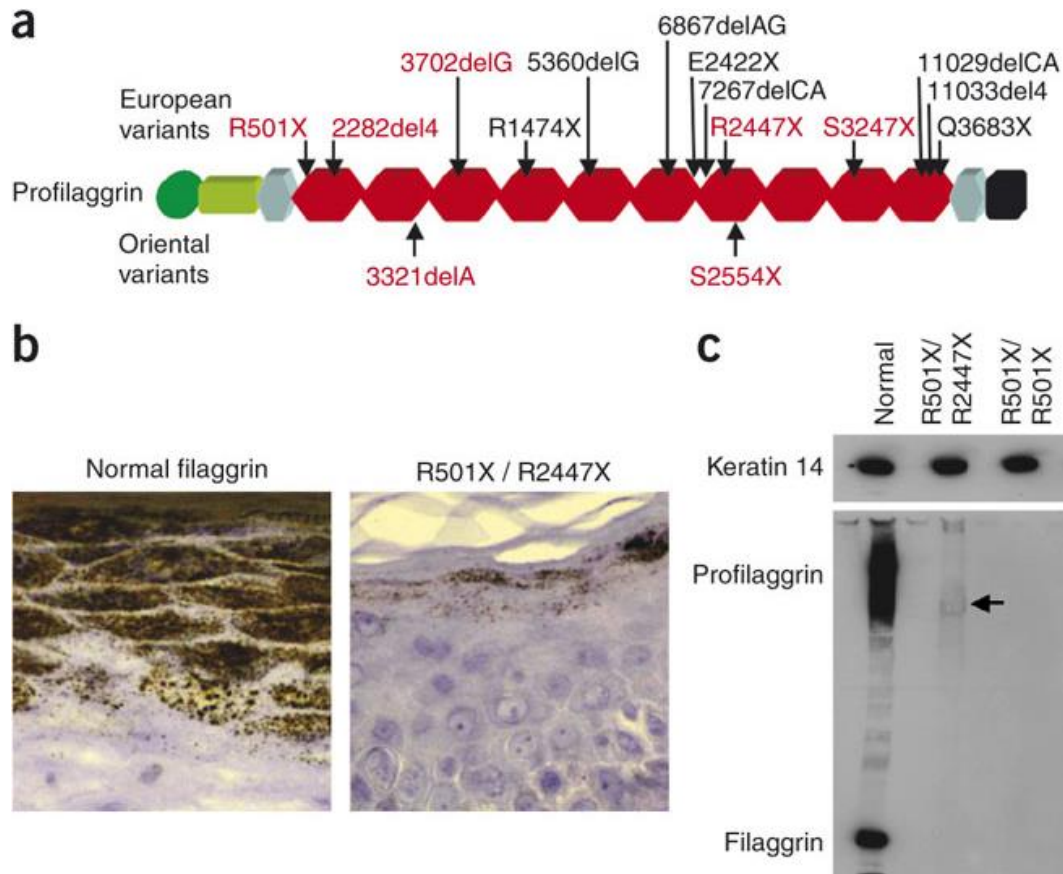 a
6867delAG
3702delG 5360delG E2422X 11029delCA
European variants
7267delCA 11033del4
R501X 2282del4 R1474X R2447X S3247X Q3683X
Profilaggrin
Oriental variants
3321delA S2554X
b
Normal filaggrin R501X / R2447X
c
Normal
R501X/
R2447X
R501X/
R501X
Keratin 14
Profilaggrin
Filaggrin